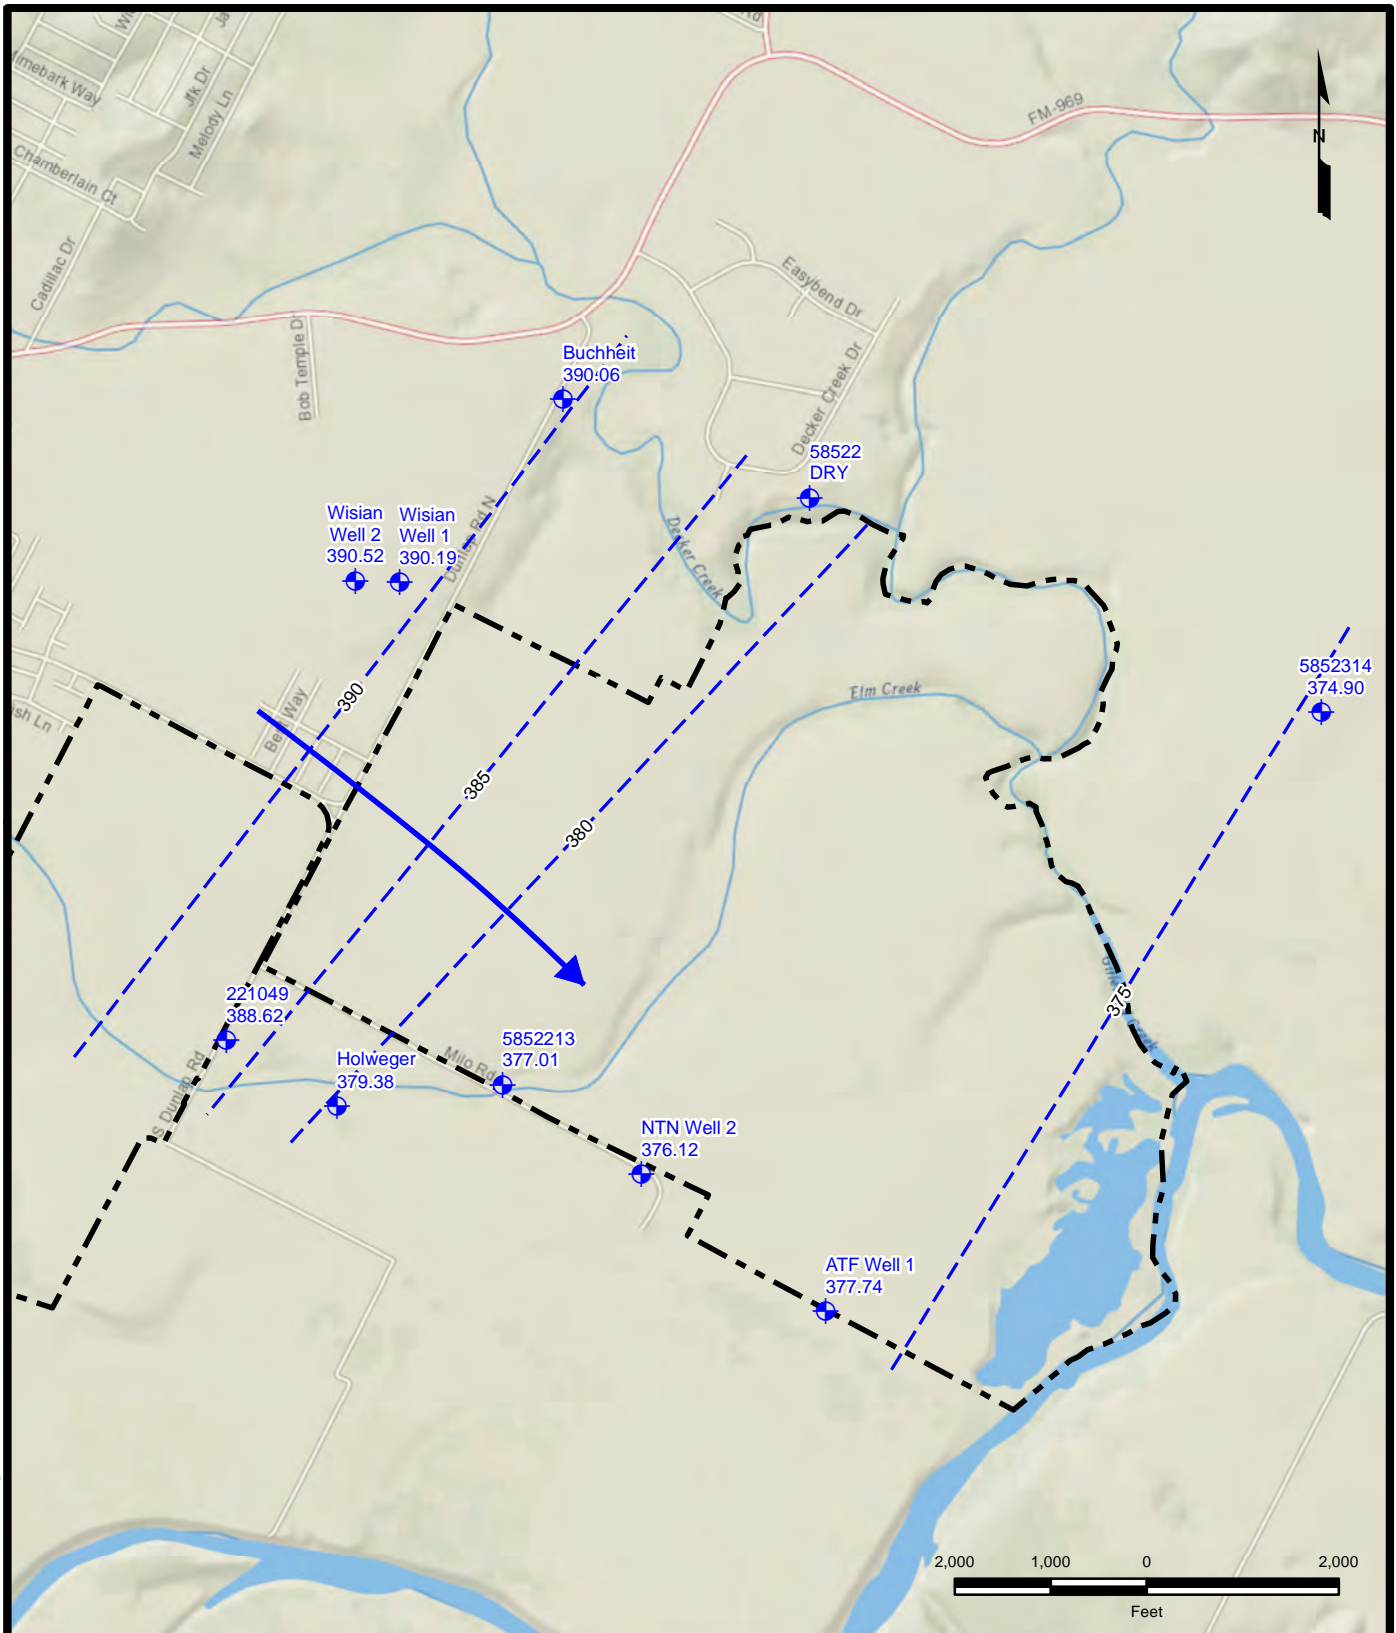 Rd
Jfk Dr
Melody Ln
Chamberlain Ct
Cadillac Dr
FM-969
N
Easybend Dr
Bob Temple Dr
Buchheit
390.06
Decker Creek Dr
58522
DRY
Wisian
Well 2
390.52
Wisian
Well 1
390.19
Dunlap Rd N
Decker Creek
Elm Creek
5852314
374.90
390
Way
385
380
375
Creek
221049
388.62
S Dunlap Rd
Holweger
379.38
Milo Rd
5852213
377.01
NTN Well 2
376.12
ATF Well 1
377.74
2,000
1,000
0
2,000
Feet